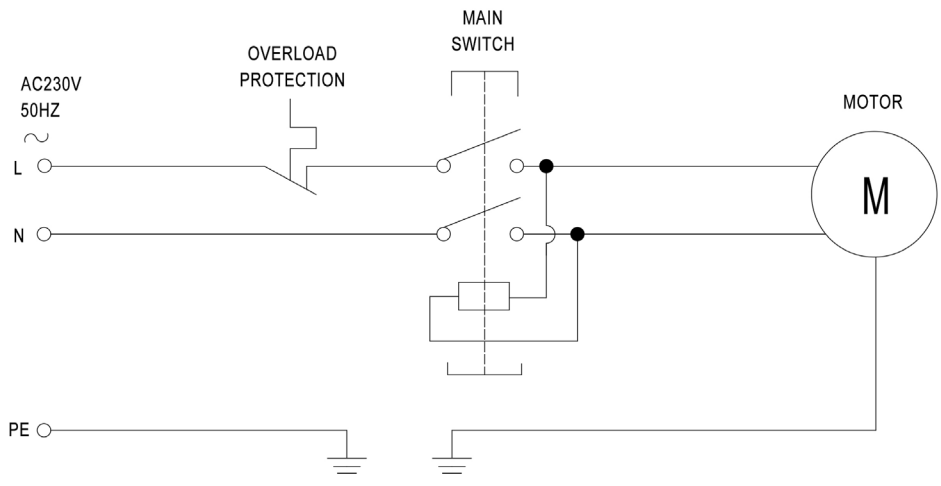 MAIN
SWITCH
OVERLOAD
PROTECTION
AC230V
50HZ
MOTOR
L
M
N
PE